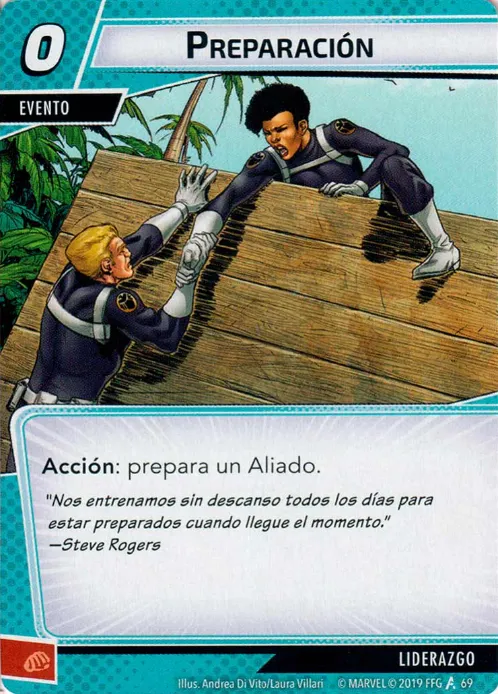 0
PREPARACIÓN
EVENTO
Acción: prepara un Aliado.
"Nos entrenamos sin descanso todos los días para
estar preparados cuando llegue el momento."
—Steve Rogers
LIDERAZGO
Illus. Andrea Di Vito/Laura Villari © MARVEL © 2019 FFG 69